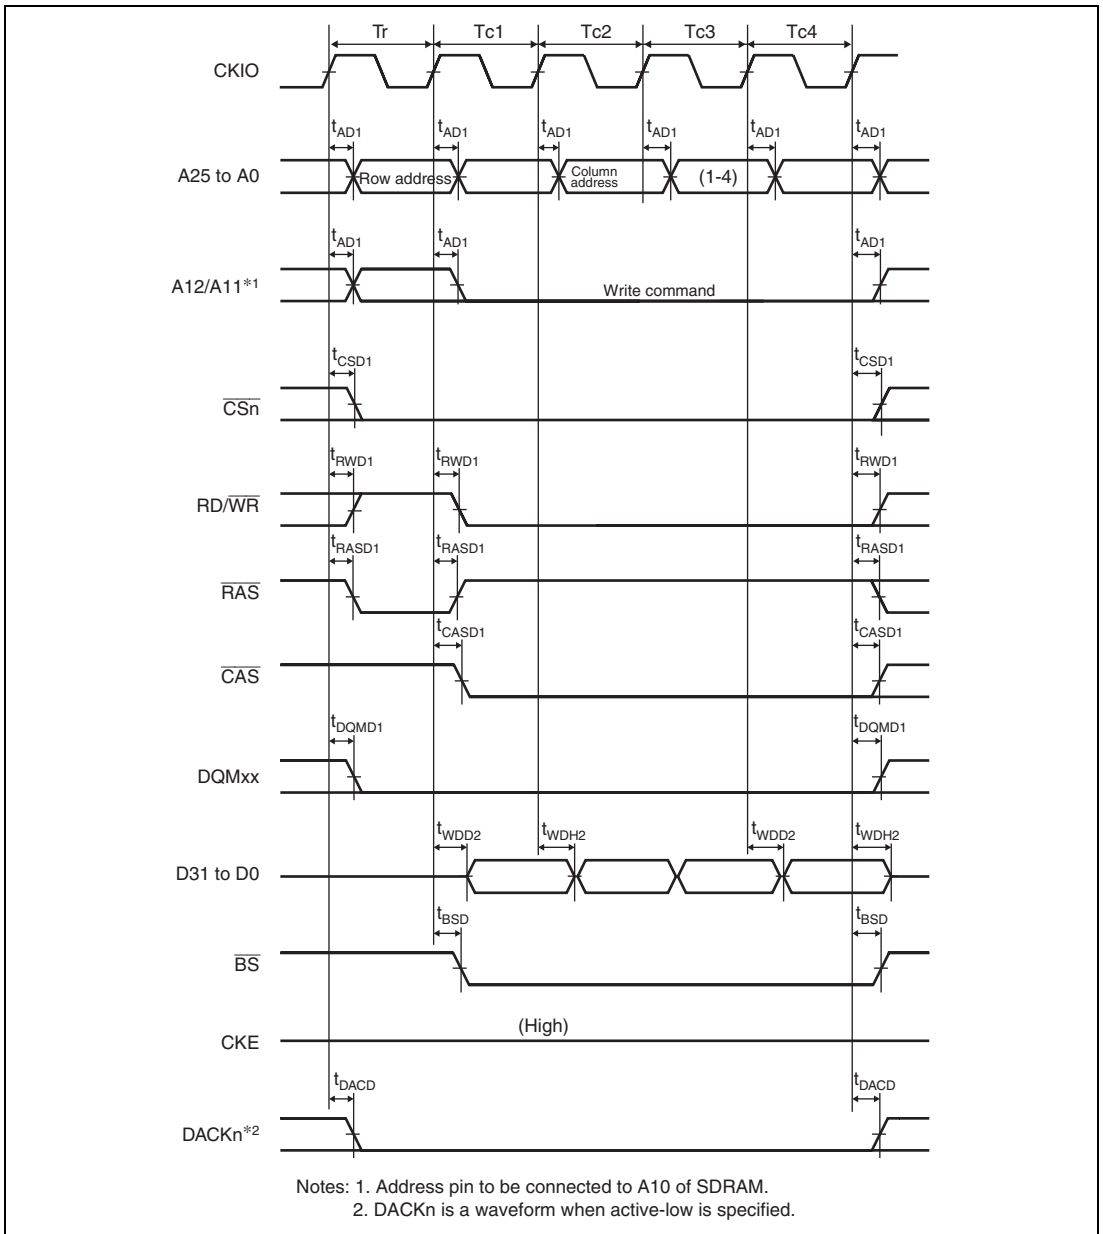 Tr Tc1 Tc2 Tc3 Tc4
CKIO
tAD1 tAD1 tAD1 tAD1 tAD1 tAD1
A25 to A0 Row address Column address (1-4)
tAD1 tAD1 tAD1
A12/A11*1 Write command
tCSD1 tCSD1
CSn
tRWD1 tRWD1 tRWD1
RD/WR
tRASD1 tRASD1 tRASD1
RAS
tCASD1 tCASD1
CAS
tDQMD1 tDQMD1
DQMxx
tWDD2 tWDH2 tWDD2 tWDH2
D31 to D0
tBSD tBSD
BS
(High)
CKE
tDACD tDACD
DACKn*2
Notes: 1. Address pin to be connected to A10 of SDRAM.
2. DACKn is a waveform when active-low is specified.